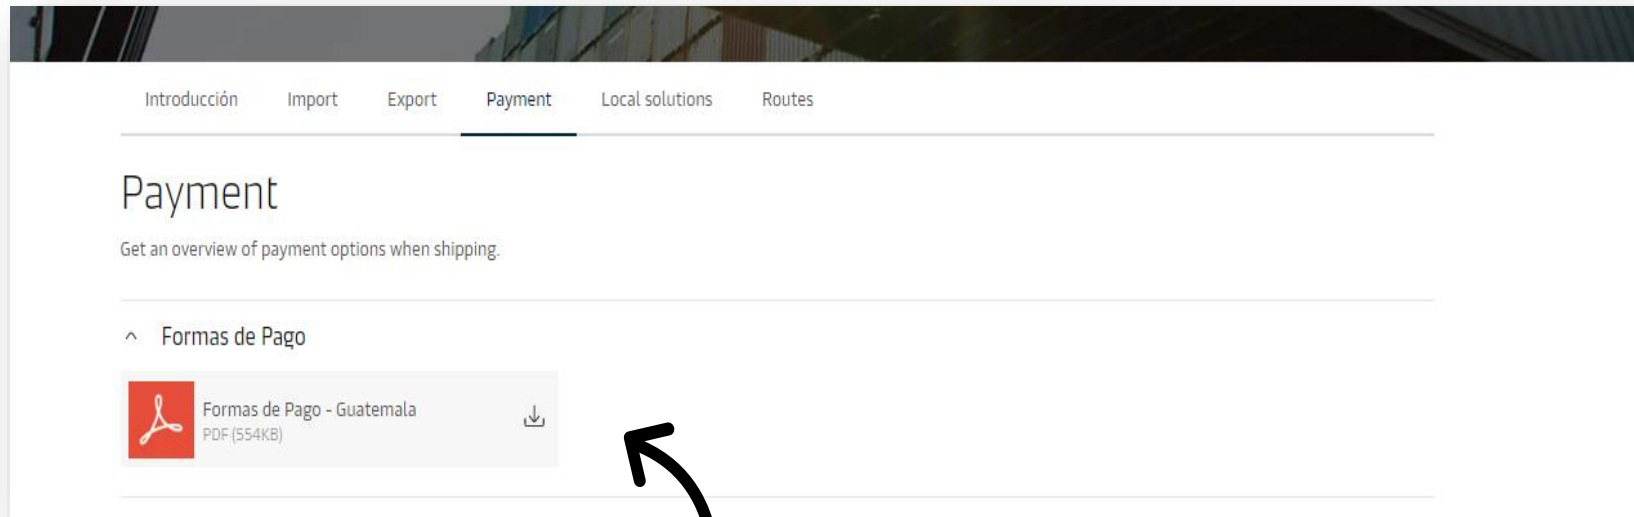 Introducción Import Export Payment Local solutions Routes
Payment
Get an overview of payment options when shipping.
Formas de Pago
Formas de Pago - Guatemala
PDF (554KB)